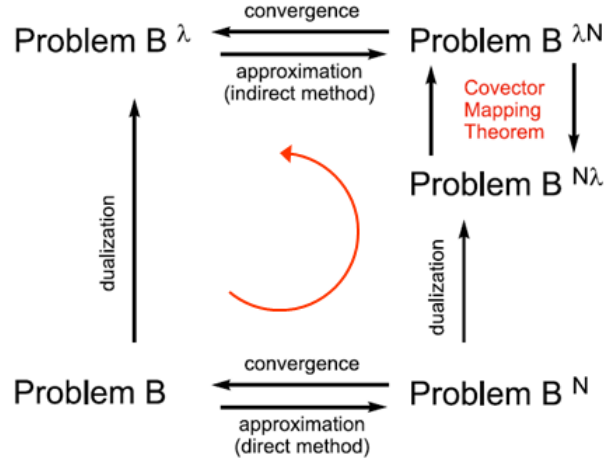 convergence
Problem B λ
Problem B λN
approximation
(indirect method)
Covector
Mapping
Theorem
Problem B Nλ
dualization
dualization
convergence
Problem B
Problem B N
approximation
(direct method)